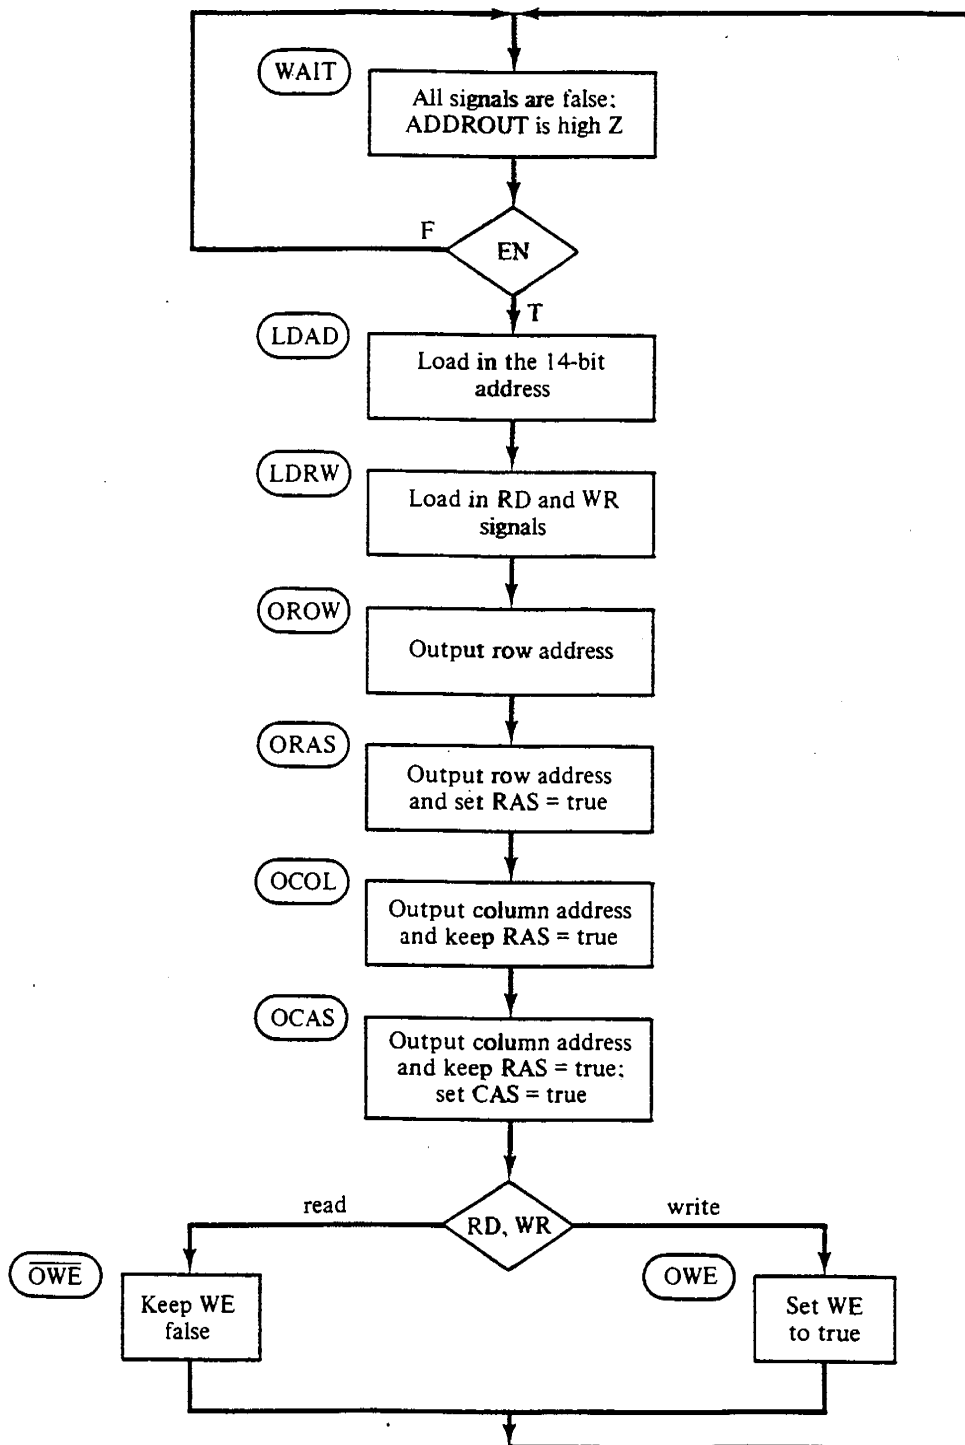 WAIT
All signals are false;
ADDROUT is high Z
F
EN
T
LDAD
Load in the 14-bit
address
LDRW
Load in RD and WR
signals
OROW
Output row address
ORAS
Output row address
and set RAS = true
OCOL
Output column address
and keep RAS = true
OCAS
Output column address
and keep RAS = true;
set CAS = true
read
RD, WR
write
O̅W̅E̅
Keep WE
false
OWE
Set WE
to true